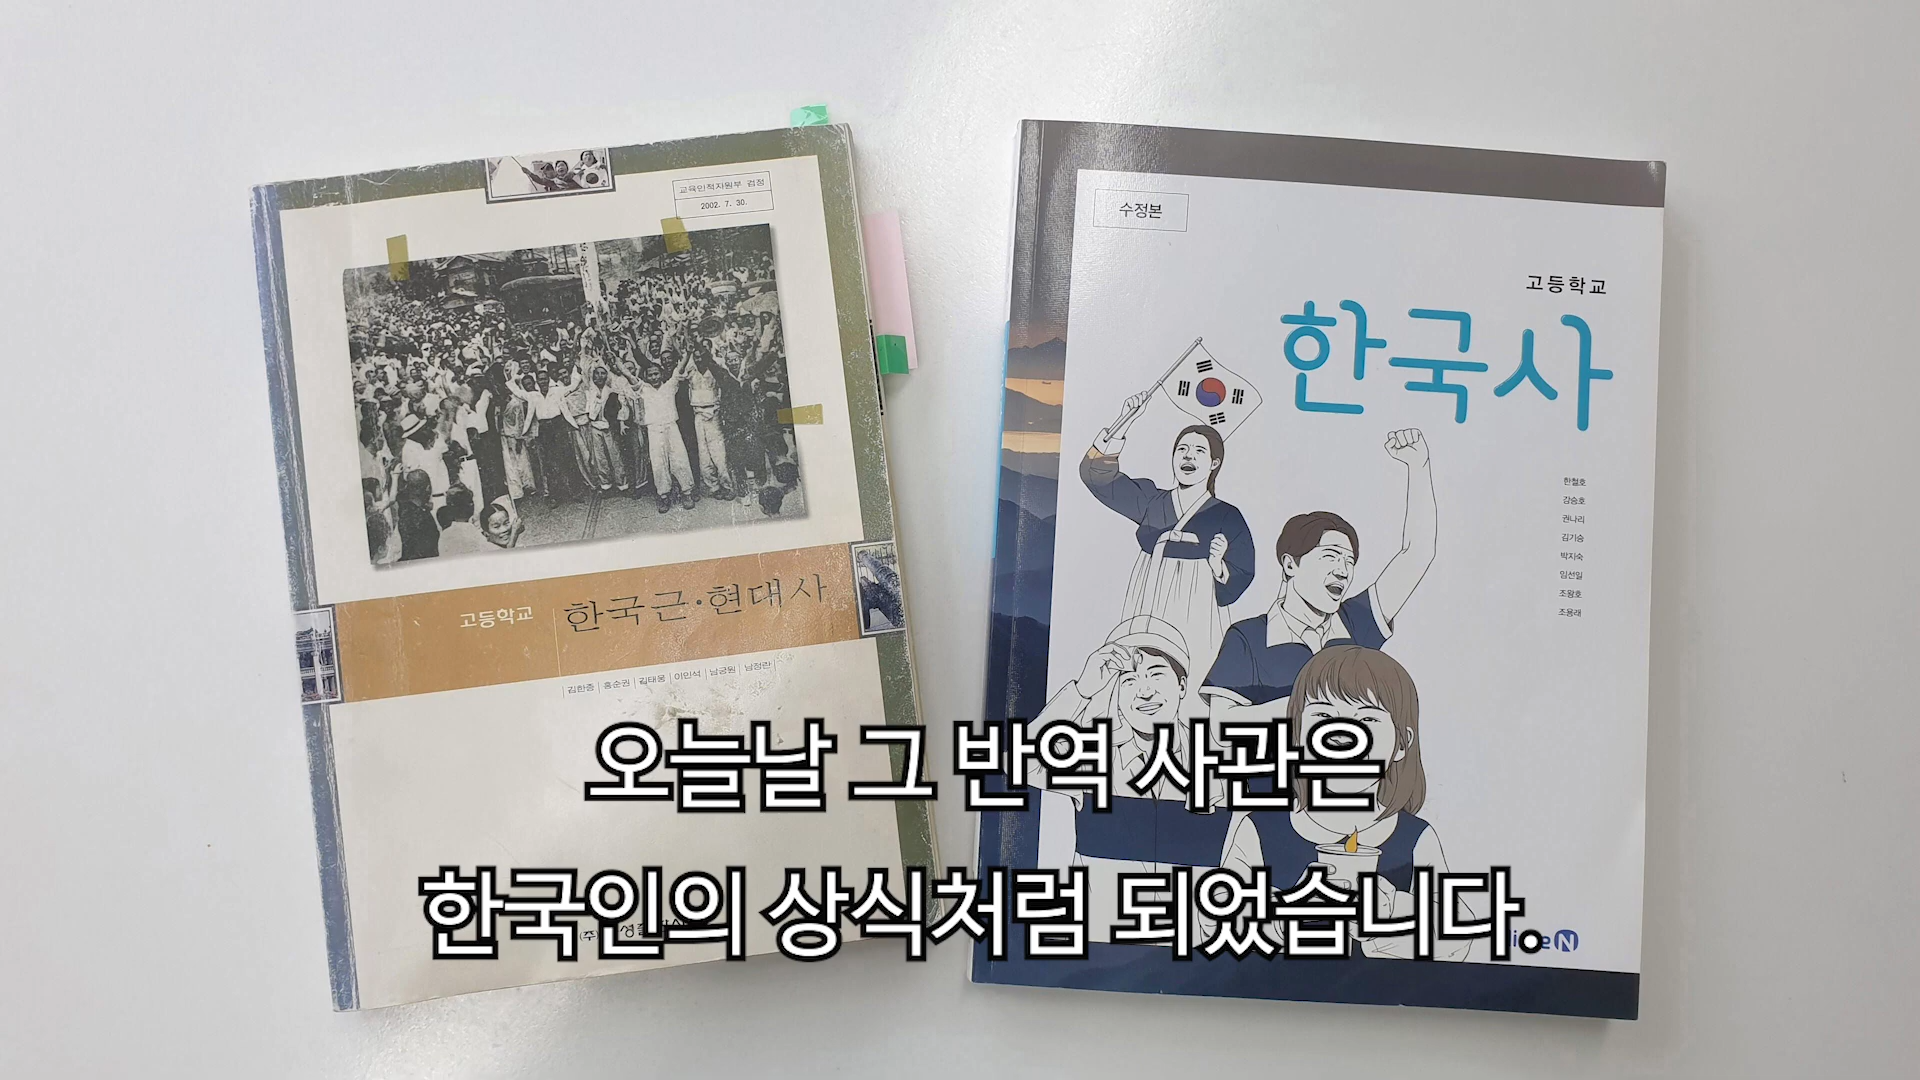 교육인적자원부 검정
2002. 7. 30.
고등학교 한국 근·현대사
김한종 홍순권 김태웅 이인석 남궁원 남정란
수정본
고등학교
한국사
한철호
강승호
권나리
김기승
박지숙
임선일
조왕호
조용래
오늘날 그 반역 사관은
한국인의 상식처럼 되었습니다.